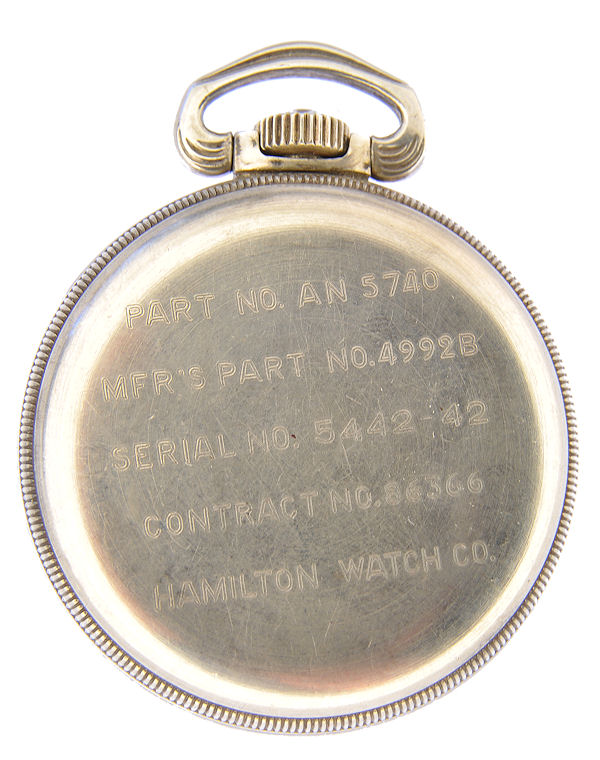 PART NO. AN 5740
MFR'S PART NO. 4992B
SERIAL NO. 5442-42
CONTRACT NO. 86366
HAMILTON WATCH CO.